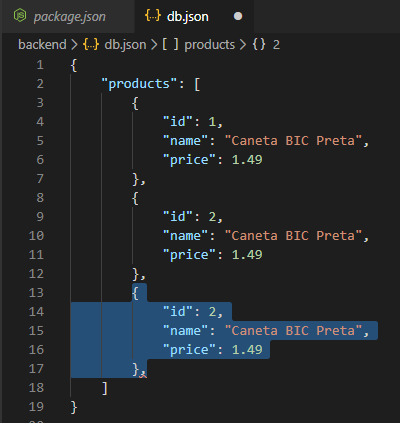 package.json
db.json
backend > db.json > [ ] products > {} 2
1 {
2 "products": [
3 {
4 "id": 1,
5 "name": "Caneta BIC Preta",
6 "price": 1.49
7 },
8 {
9 "id": 2,
10 "name": "Caneta BIC Preta",
11 "price": 1.49
12 },
13 {
14 "id": 2,
15 "name": "Caneta BIC Preta",
16 "price": 1.49
17 },
18 ]
19 }